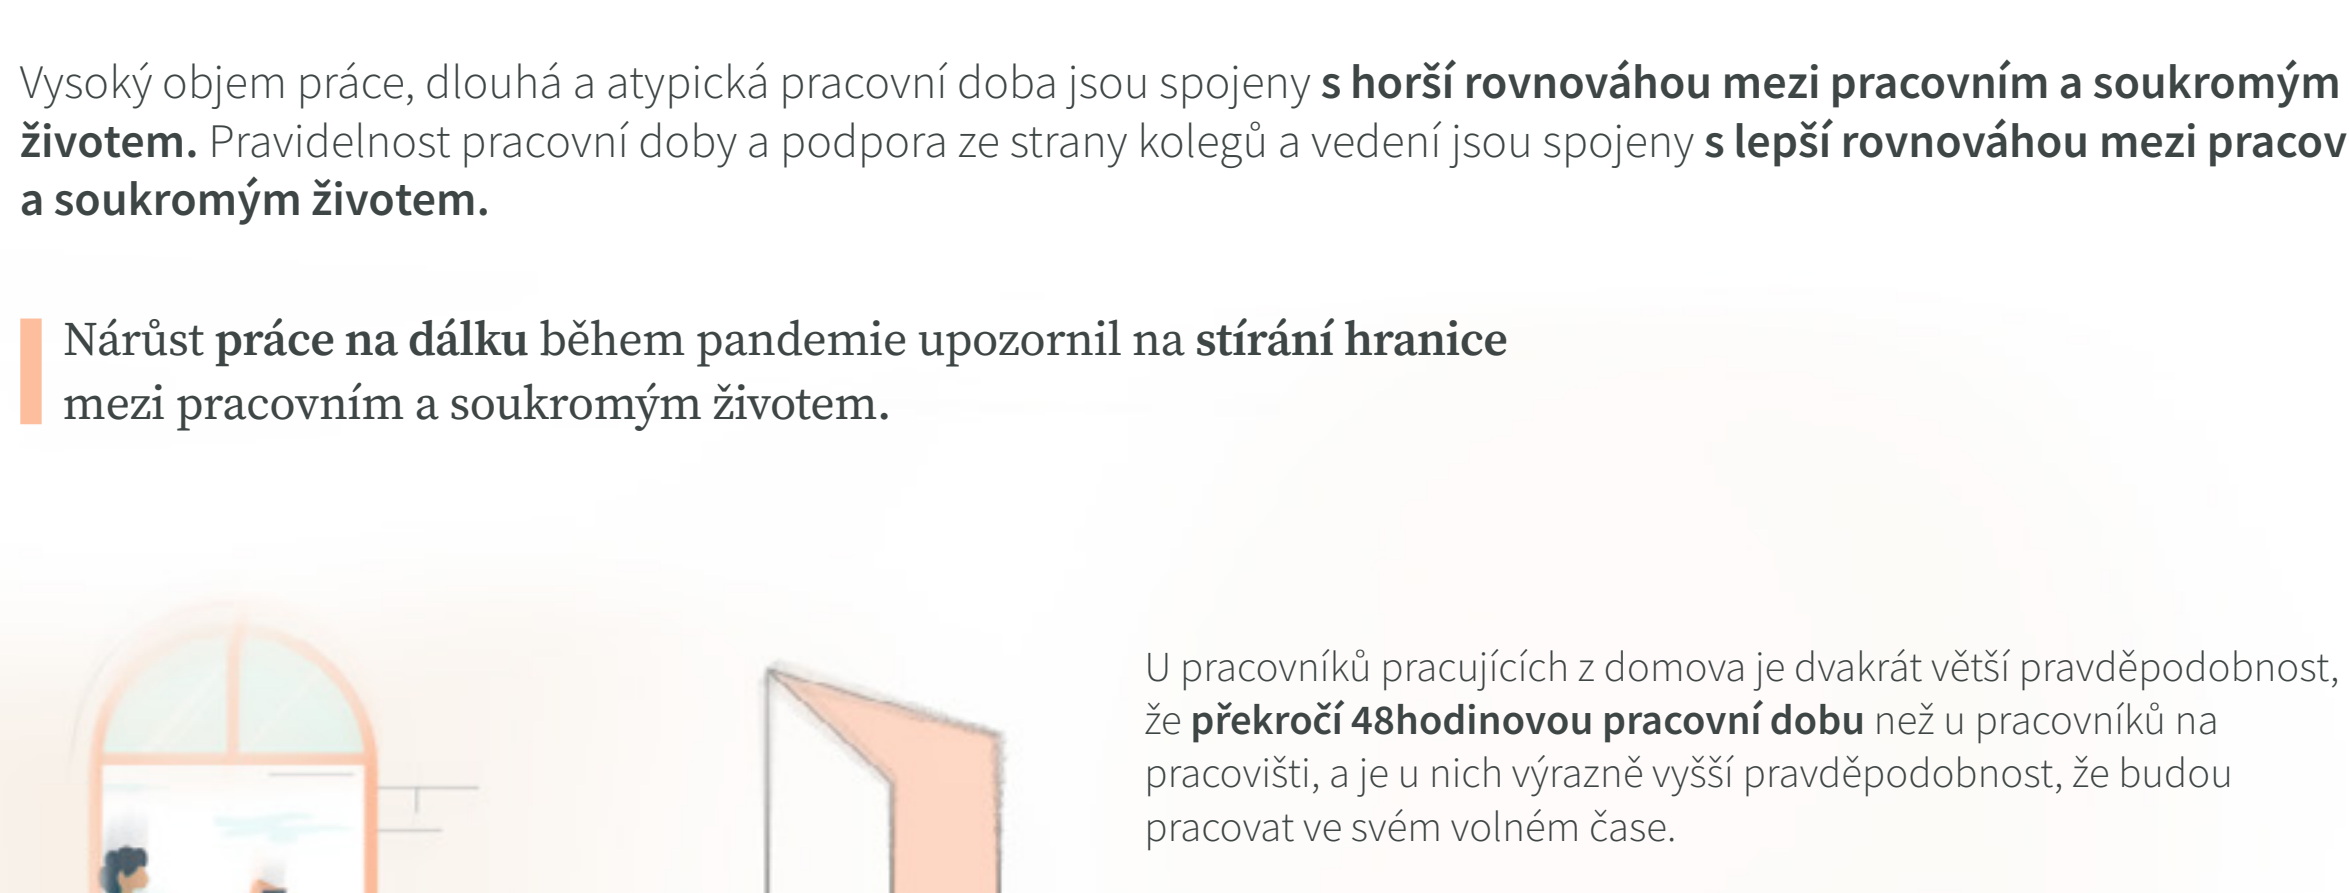 Vysoký objem práce, dlouhá a atypická pracovní doba jsou spojeny s horší rovnováhou mezi pracovním a soukromým
životem. Pravidelnost pracovní doby a podpora ze strany kolegů a vedení jsou spojeny s lepší rovnováhou mezi pracov
a soukromým životem.
Nárůst práce na dálku během pandemie upozornil na stírání hranice
mezi pracovním a soukromým životem.
U pracovníků pracujících z domova je dvakrát větší pravděpodobnost,
že překročí 48hodinovou pracovní dobu než u pracovníků na
pracovišti, a je u nich výrazně vyšší pravděpodobnost, že budou
pracovat ve svém volném čase.